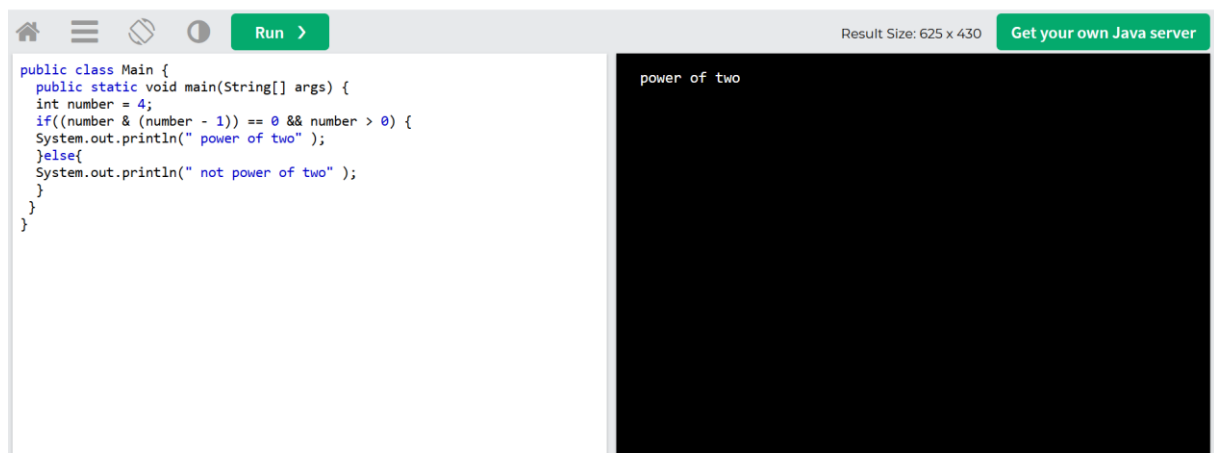 Run ❯
Result Size: 625 x 430
Get your own Java server
public class Main {
  public static void main(String[] args) {
  int number = 4;
  if((number & (number - 1)) == 0 && number > 0) {
  System.out.println(" power of two" );
  }else{
  System.out.println(" not power of two" );
  }
 }
}
power of two